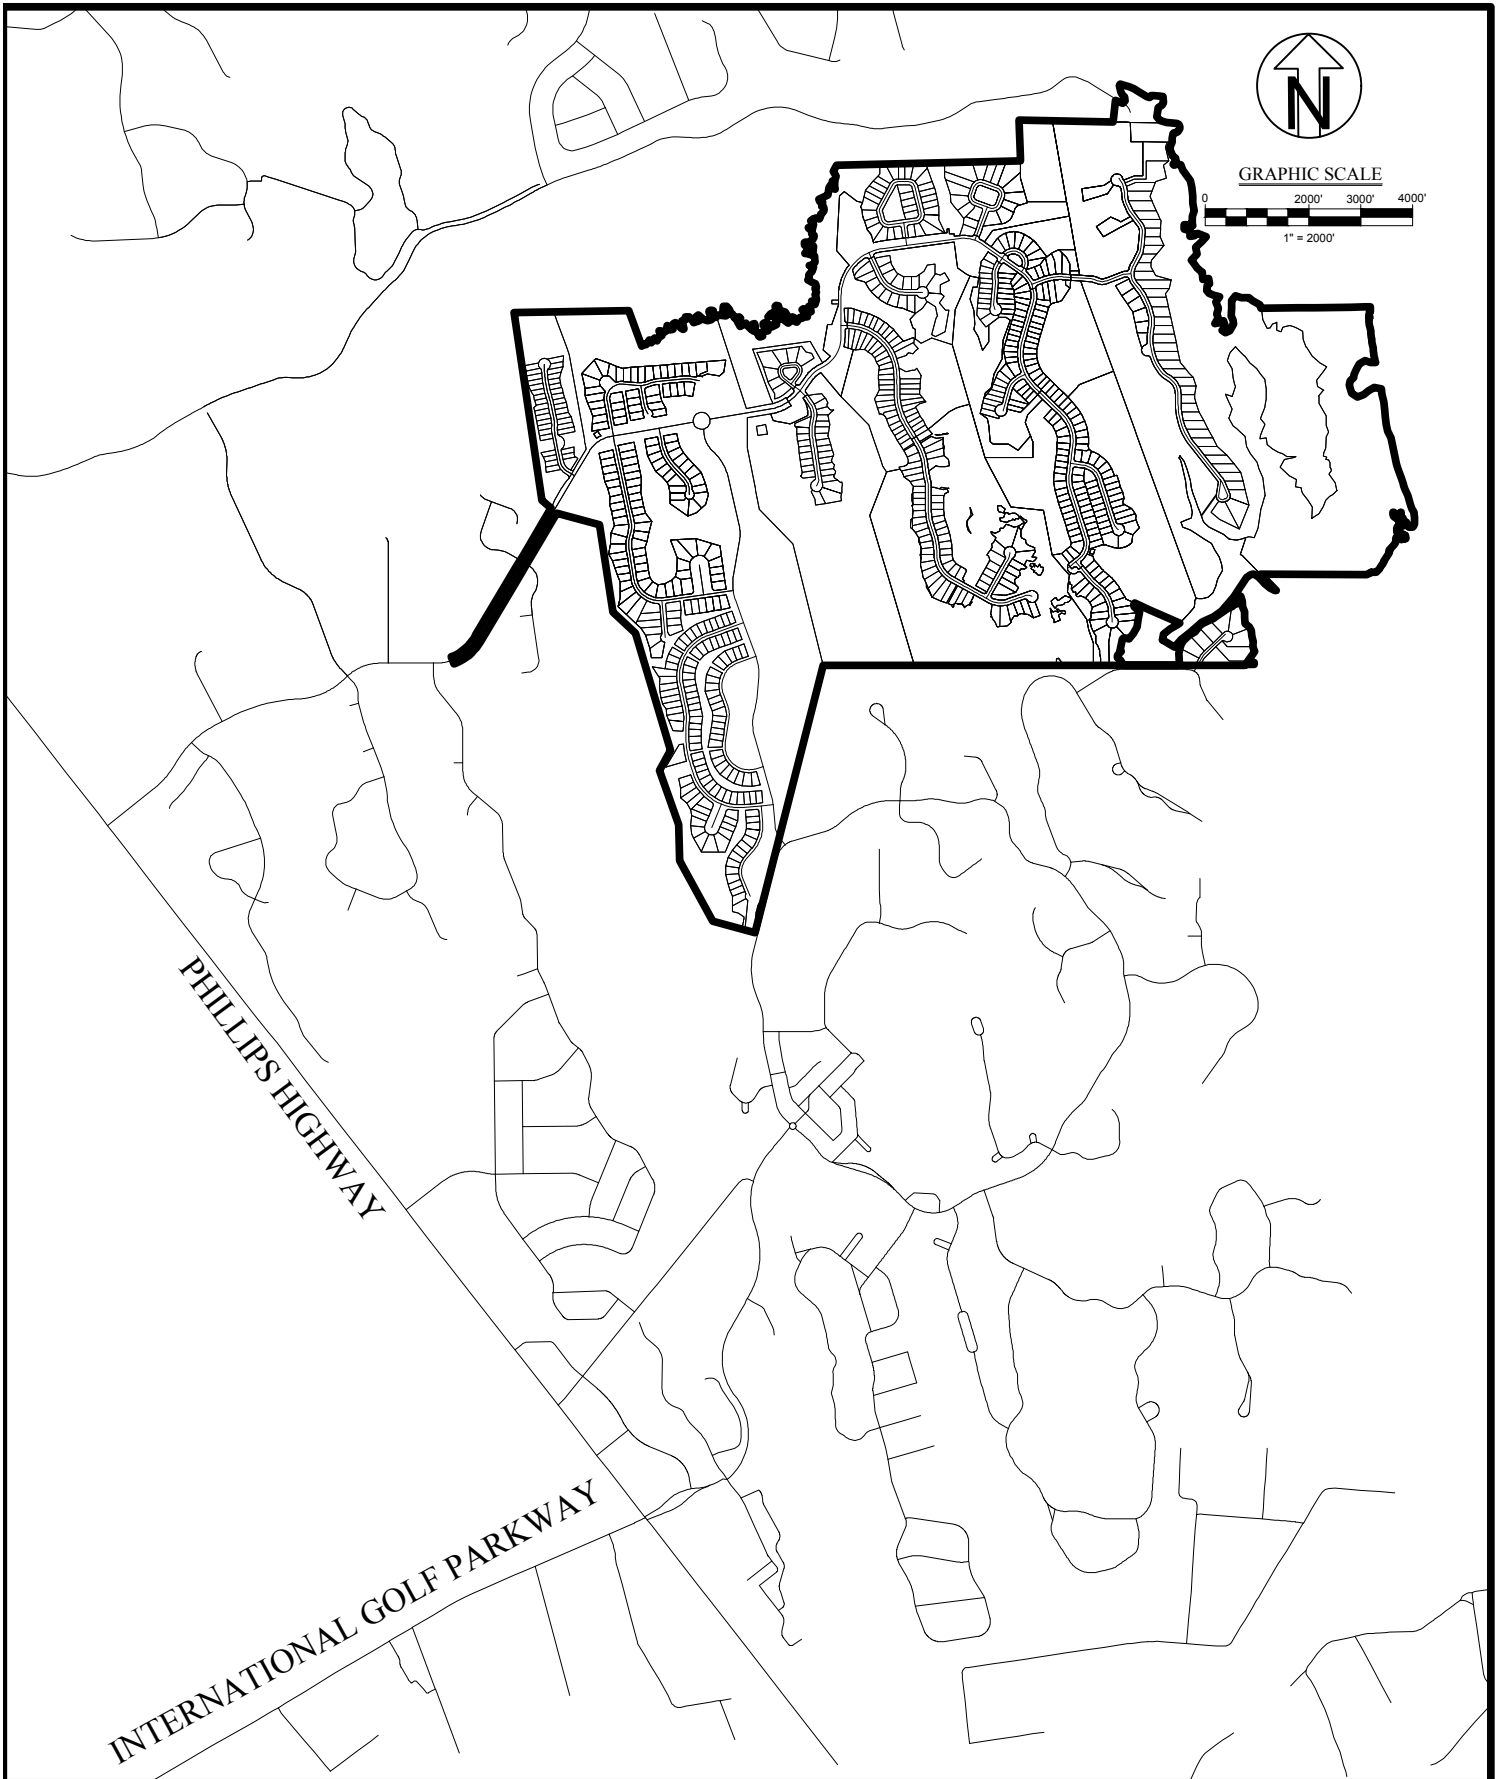 N
GRAPHIC SCALE
0 2000' 3000' 4000'
1" = 2000'
PHILLIPS HIGHWAY
INTERNATIONAL GOLF PARKWAY